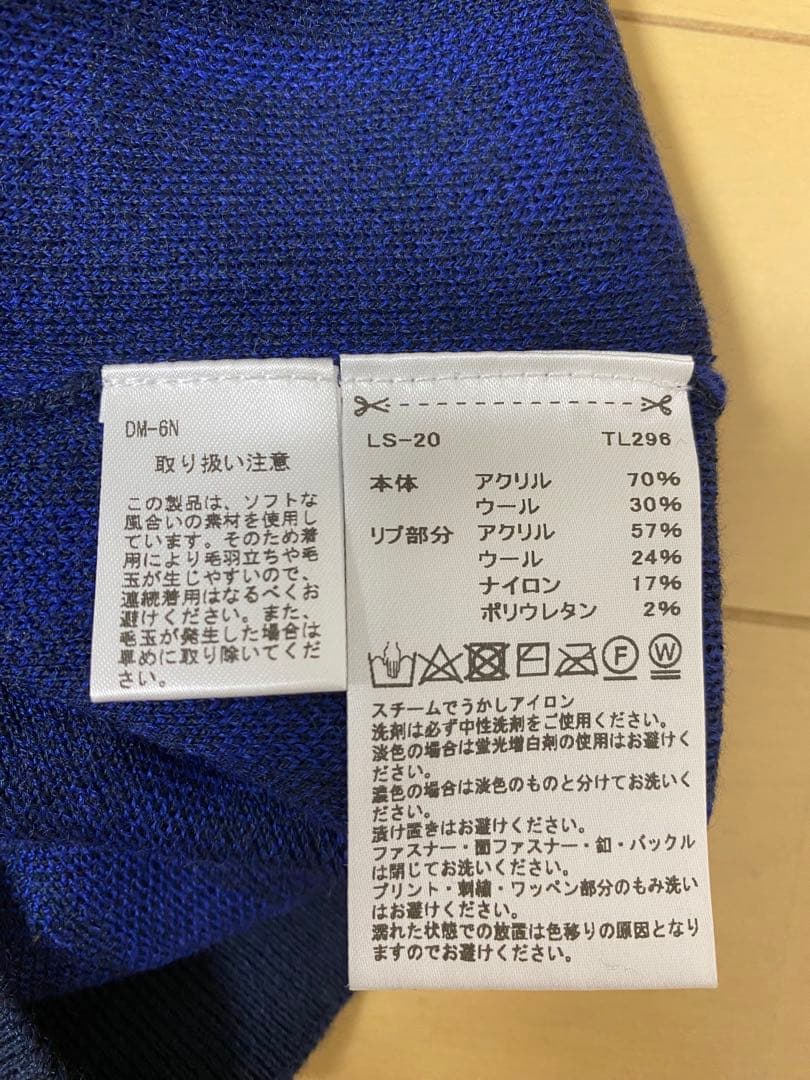 DM-6N
取り扱い注意
この製品は、ソフトな
風合いの素材を使用し
ています。そのため着
用により毛羽立ちや毛
玉が生じやすいので、
連続着用はなるべくお
避けください。また、
毛玉が発生した場合は
早めに取り除いてくだ
さい。
LS-20 TL296
本体 アクリル 70%
ウール 30%
リブ部分 アクリル 57%
ウール 24%
ナイロン 17%
ポリウレタン 2%
F W
スチームでうかしアイロン
洗剤は必ず中性洗剤をご使用ください。
淡色の場合は蛍光増白剤の使用はお避けく
ださい。
濃色の場合は淡色のものと分けてお洗いく
ださい。
漬け置きはお避けください。
ファスナー・面ファスナー・釦・バックル
は閉じてお洗いください。
プリント・刺繍・ワッペン部分のもみ洗い
はお避けください。
濡れた状態での放置は色移りの原因となり
ますのでお避けください。